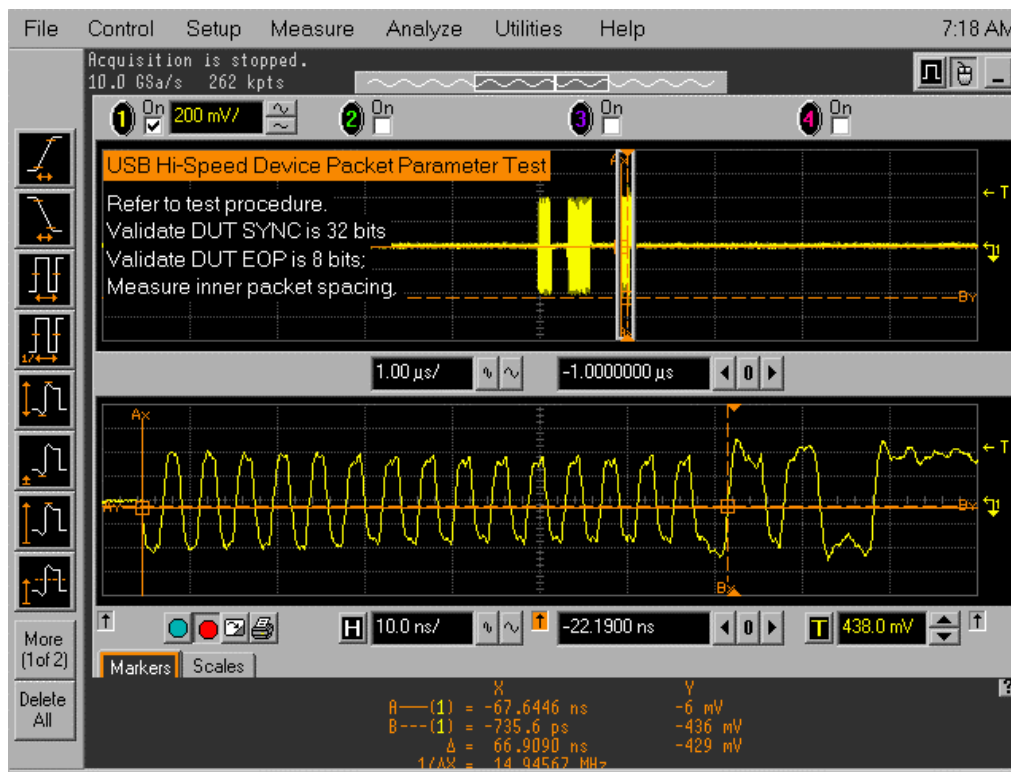 File Control Setup Measure Analyze Utilities Help 7:18 AM
Acquisition is stopped.
10.0 GSa/s 262 kpts
1 On 200 mV/ 2 On 3 On 4 On
USB Hi-Speed Device Packet Parameter Test
Refer to test procedure.
Validate DUT SYNC is 32 bits
Validate DUT EOP is 8 bits;
Measure inner packet spacing.
Ax
T
By
1.00 µs/ -1.0000000 µs 0
Ax
T
Ay By
Bx
H 10.0 ns/ -22.1900 ns 0 T 438.0 mV
More
(1of 2)
Delete
All
Markers Scales
X Y
A——(1) = -67.6446 ns -6 mV
B---(1) = -735.6 ps -436 mV
Δ = 66.9090 ns -429 mV
1/ΔX = 14.94567 MHz